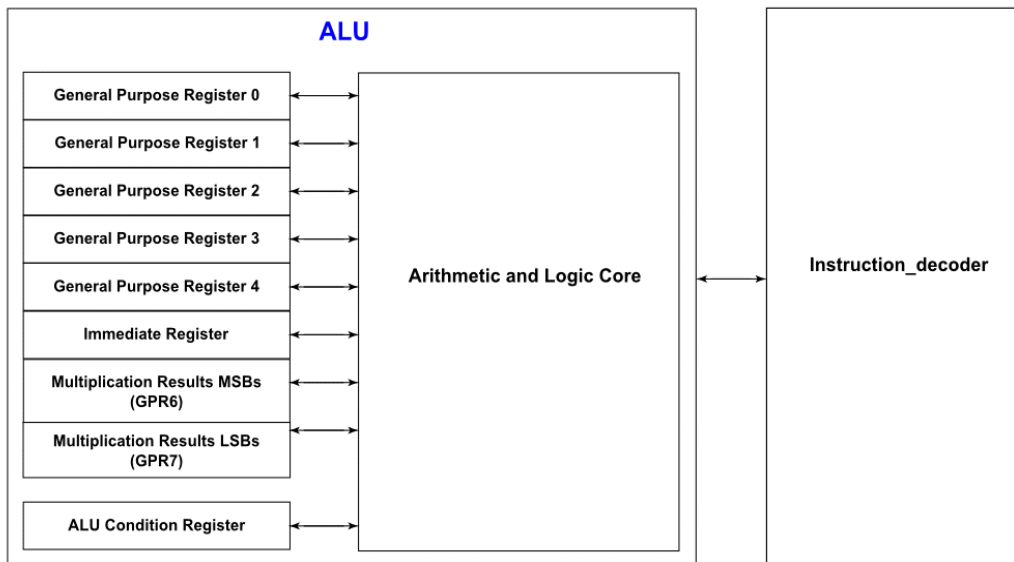 ALU
General Purpose Register 0
General Purpose Register 1
General Purpose Register 2
General Purpose Register 3
General Purpose Register 4
Immediate Register
Multiplication Results MSBs
(GPR6)
Multiplication Results LSBs
(GPR7)
ALU Condition Register
Arithmetic and Logic Core
Instruction_decoder